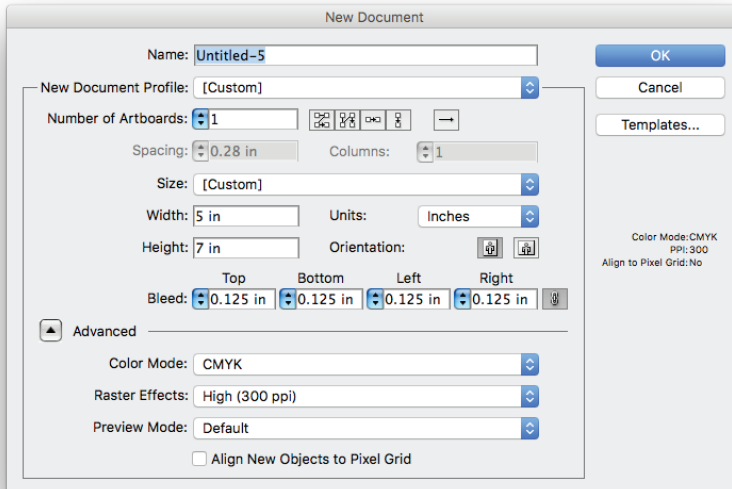 New Document
Name: Untitled-5
OK
New Document Profile: [Custom]
Cancel
Number of Artboards: 1
Templates...
Spacing: 0.28 in Columns: 1
Size: [Custom]
Width: 5 in Units: Inches
Height: 7 in Orientation:
Color Mode:CMYK
PPI:300
Align to Pixel Grid:No
Top Bottom Left Right
Bleed: 0.125 in 0.125 in 0.125 in 0.125 in
Advanced
Color Mode: CMYK
Raster Effects: High (300 ppi)
Preview Mode: Default
Align New Objects to Pixel Grid